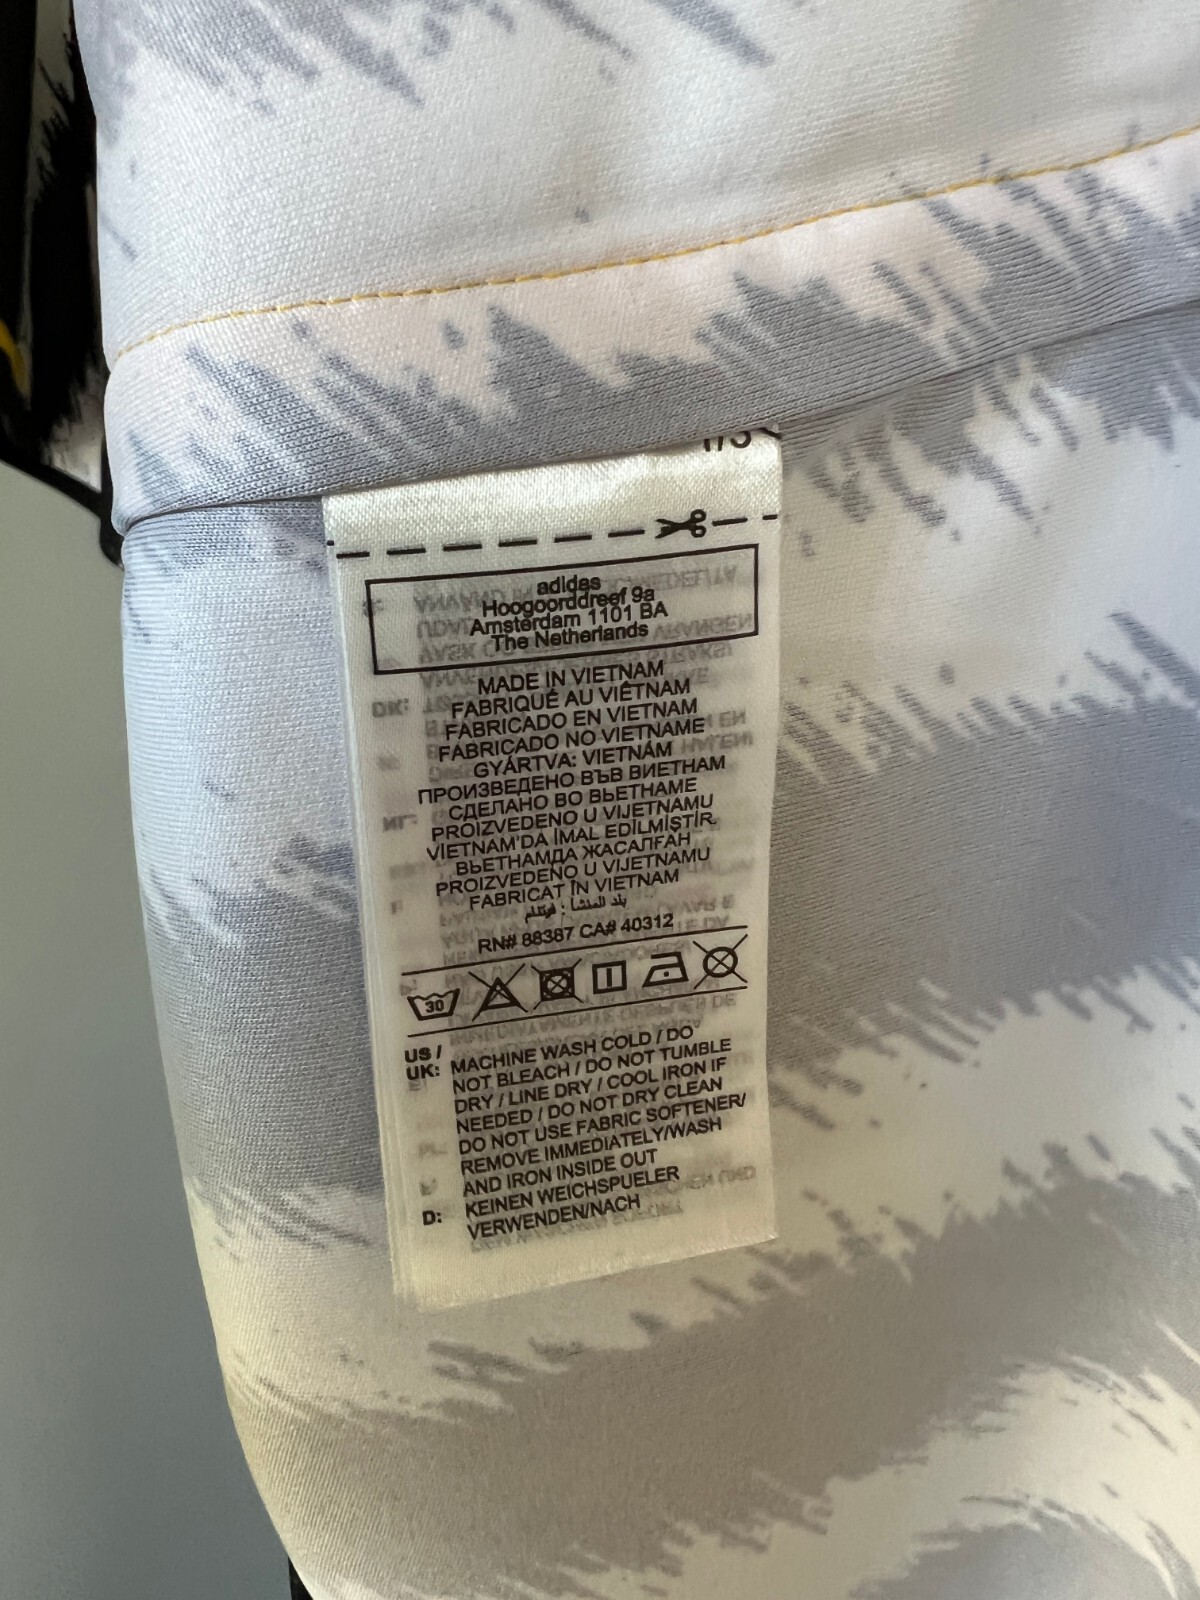 adidas
Hoogoorddreef 9a
Amsterdam 1101 BA
The Netherlands
MADE IN VIETNAM
FABRIQUÉ AU VIÊTNAM
FABRICADO EN VIETNAM
FABRICADO NO VIETNAME
GYÁRTVA: VIETNÁM
ПРОИЗВЕДЕНО ВЪВ ВИЕТНАМ
СДЕЛАНО ВО ВЬЕТНАМЕ
PROIZVEDENO U VIJETNAMU
VİETNAM'DA İMAL EDİLMİŞTİR.
ВЬЕТНАМДА ЖАСАЛҒАН
PROIZVEDENO U VIJETNAMU
FABRICAT ÎN VIETNAM
بلد المنشأ : فيتنام
RN# 88387 CA# 40312
30
US / UK: MACHINE WASH COLD / DO
NOT BLEACH / DO NOT TUMBLE
DRY / LINE DRY / COOL IRON IF
NEEDED / DO NOT DRY CLEAN
DO NOT USE FABRIC SOFTENER/
REMOVE IMMEDIATELY/WASH
AND IRON INSIDE OUT
D: KEINEN WEICHSPUELER
VERWENDEN/NACH